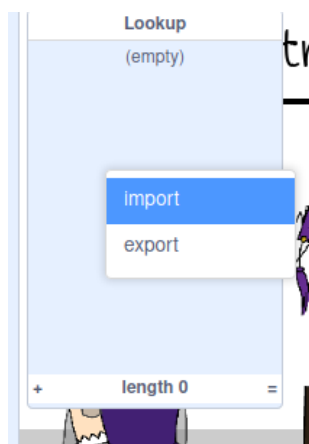 Lookup
(empty)
import
export
+ length 0 =